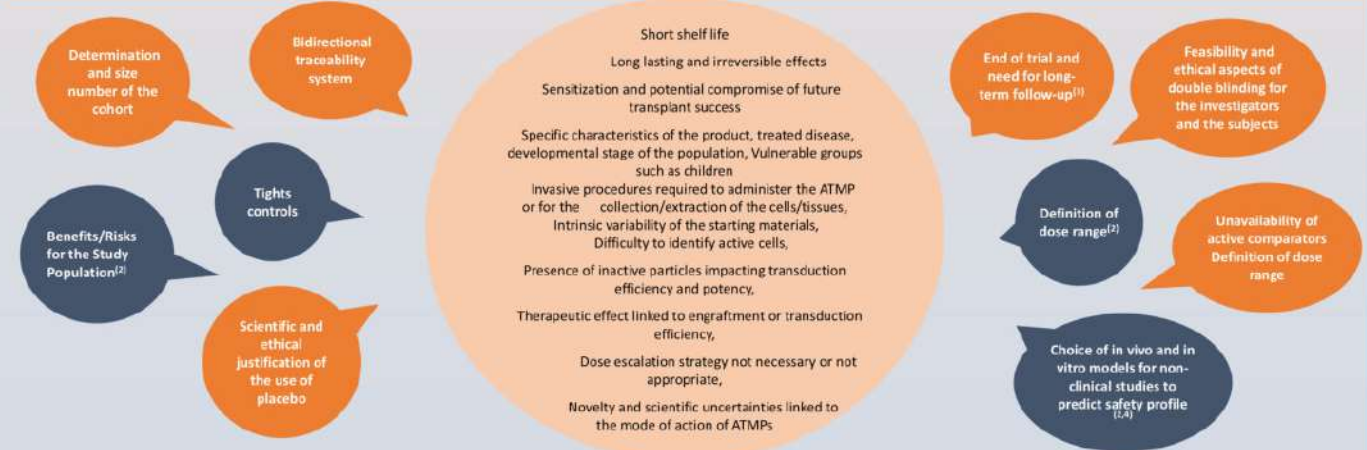 Determination
and size
number of the
cohort
Bidirectional
traceability
system
Tights
controls
Benefits/Risks
for the Study
Population(2)
Scientific and
ethical
justification of
the use of
placebo
Short shelf life
Long lasting and irreversible effects
Sensitization and potential compromise of future
transplant success
Specific characteristics of the product, treated disease,
developmental stage of the population, Vulnerable groups
such as children
Invasive procedures required to administer the ATMP
or for the collection/extraction of the cells/tissues,
Intrinsic variability of the starting materials,
Difficulty to identify active cells,
Presence of inactive particles impacting transduction
efficiency and potency,
Therapeutic effect linked to engraftment or transduction
efficiency,
Dose escalation strategy not necessary or not
appropriate,
Novelty and scientific uncertainties linked to
the mode of action of ATMPs
End of trial and
need for long-
term follow-up(3)
Feasibility and
ethical aspects of
double blinding for
the investigators
and the subjects
Definition of
dose range(2)
Unavailability of
active comparators
Definition of dose
range
Choice of in vivo and in
vitro models for non-
clinical studies to
predict safety profile
(2,4)